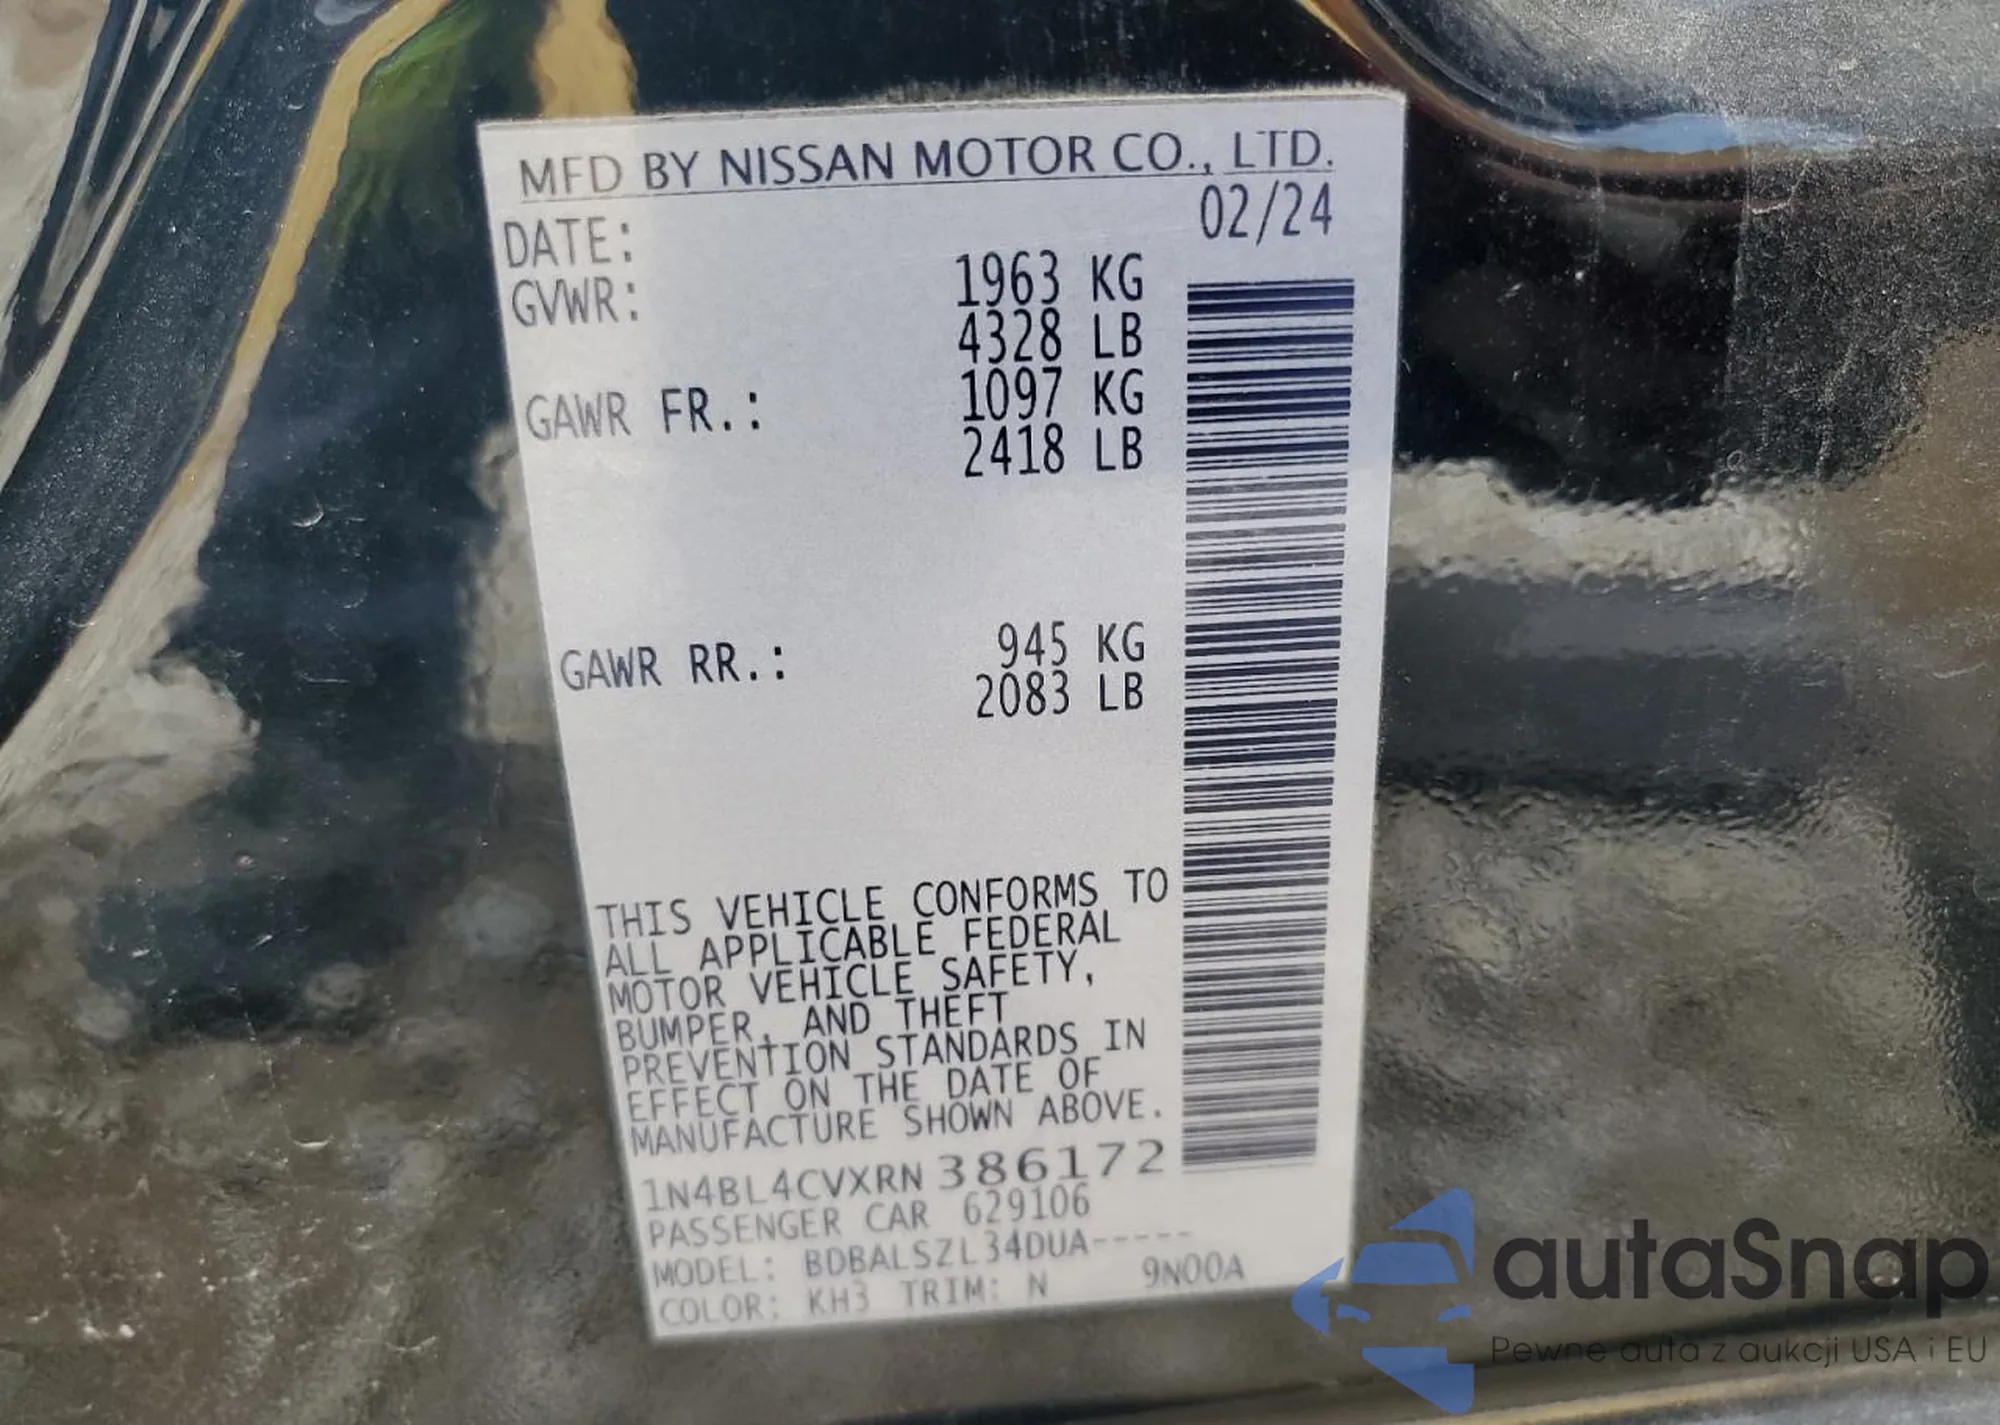 MFD BY NISSAN MOTOR CO., LTD.
DATE: 02/24
GVWR: 1963 KG
4328 LB
GAWR FR.: 1097 KG
2418 LB
GAWR RR.: 945 KG
2083 LB
THIS VEHICLE CONFORMS TO
ALL APPLICABLE FEDERAL
MOTOR VEHICLE SAFETY,
BUMPER, AND THEFT
PREVENTION STANDARDS IN
EFFECT ON THE DATE OF
MANUFACTURE SHOWN ABOVE.
1N4BL4CVXRN386172
PASSENGER CAR 629106
MODEL: BDBALSZL34DUA-----
COLOR: KH3 TRIM: N 9N00A
autaSnap
Pewne auta z aukcji USA i EU